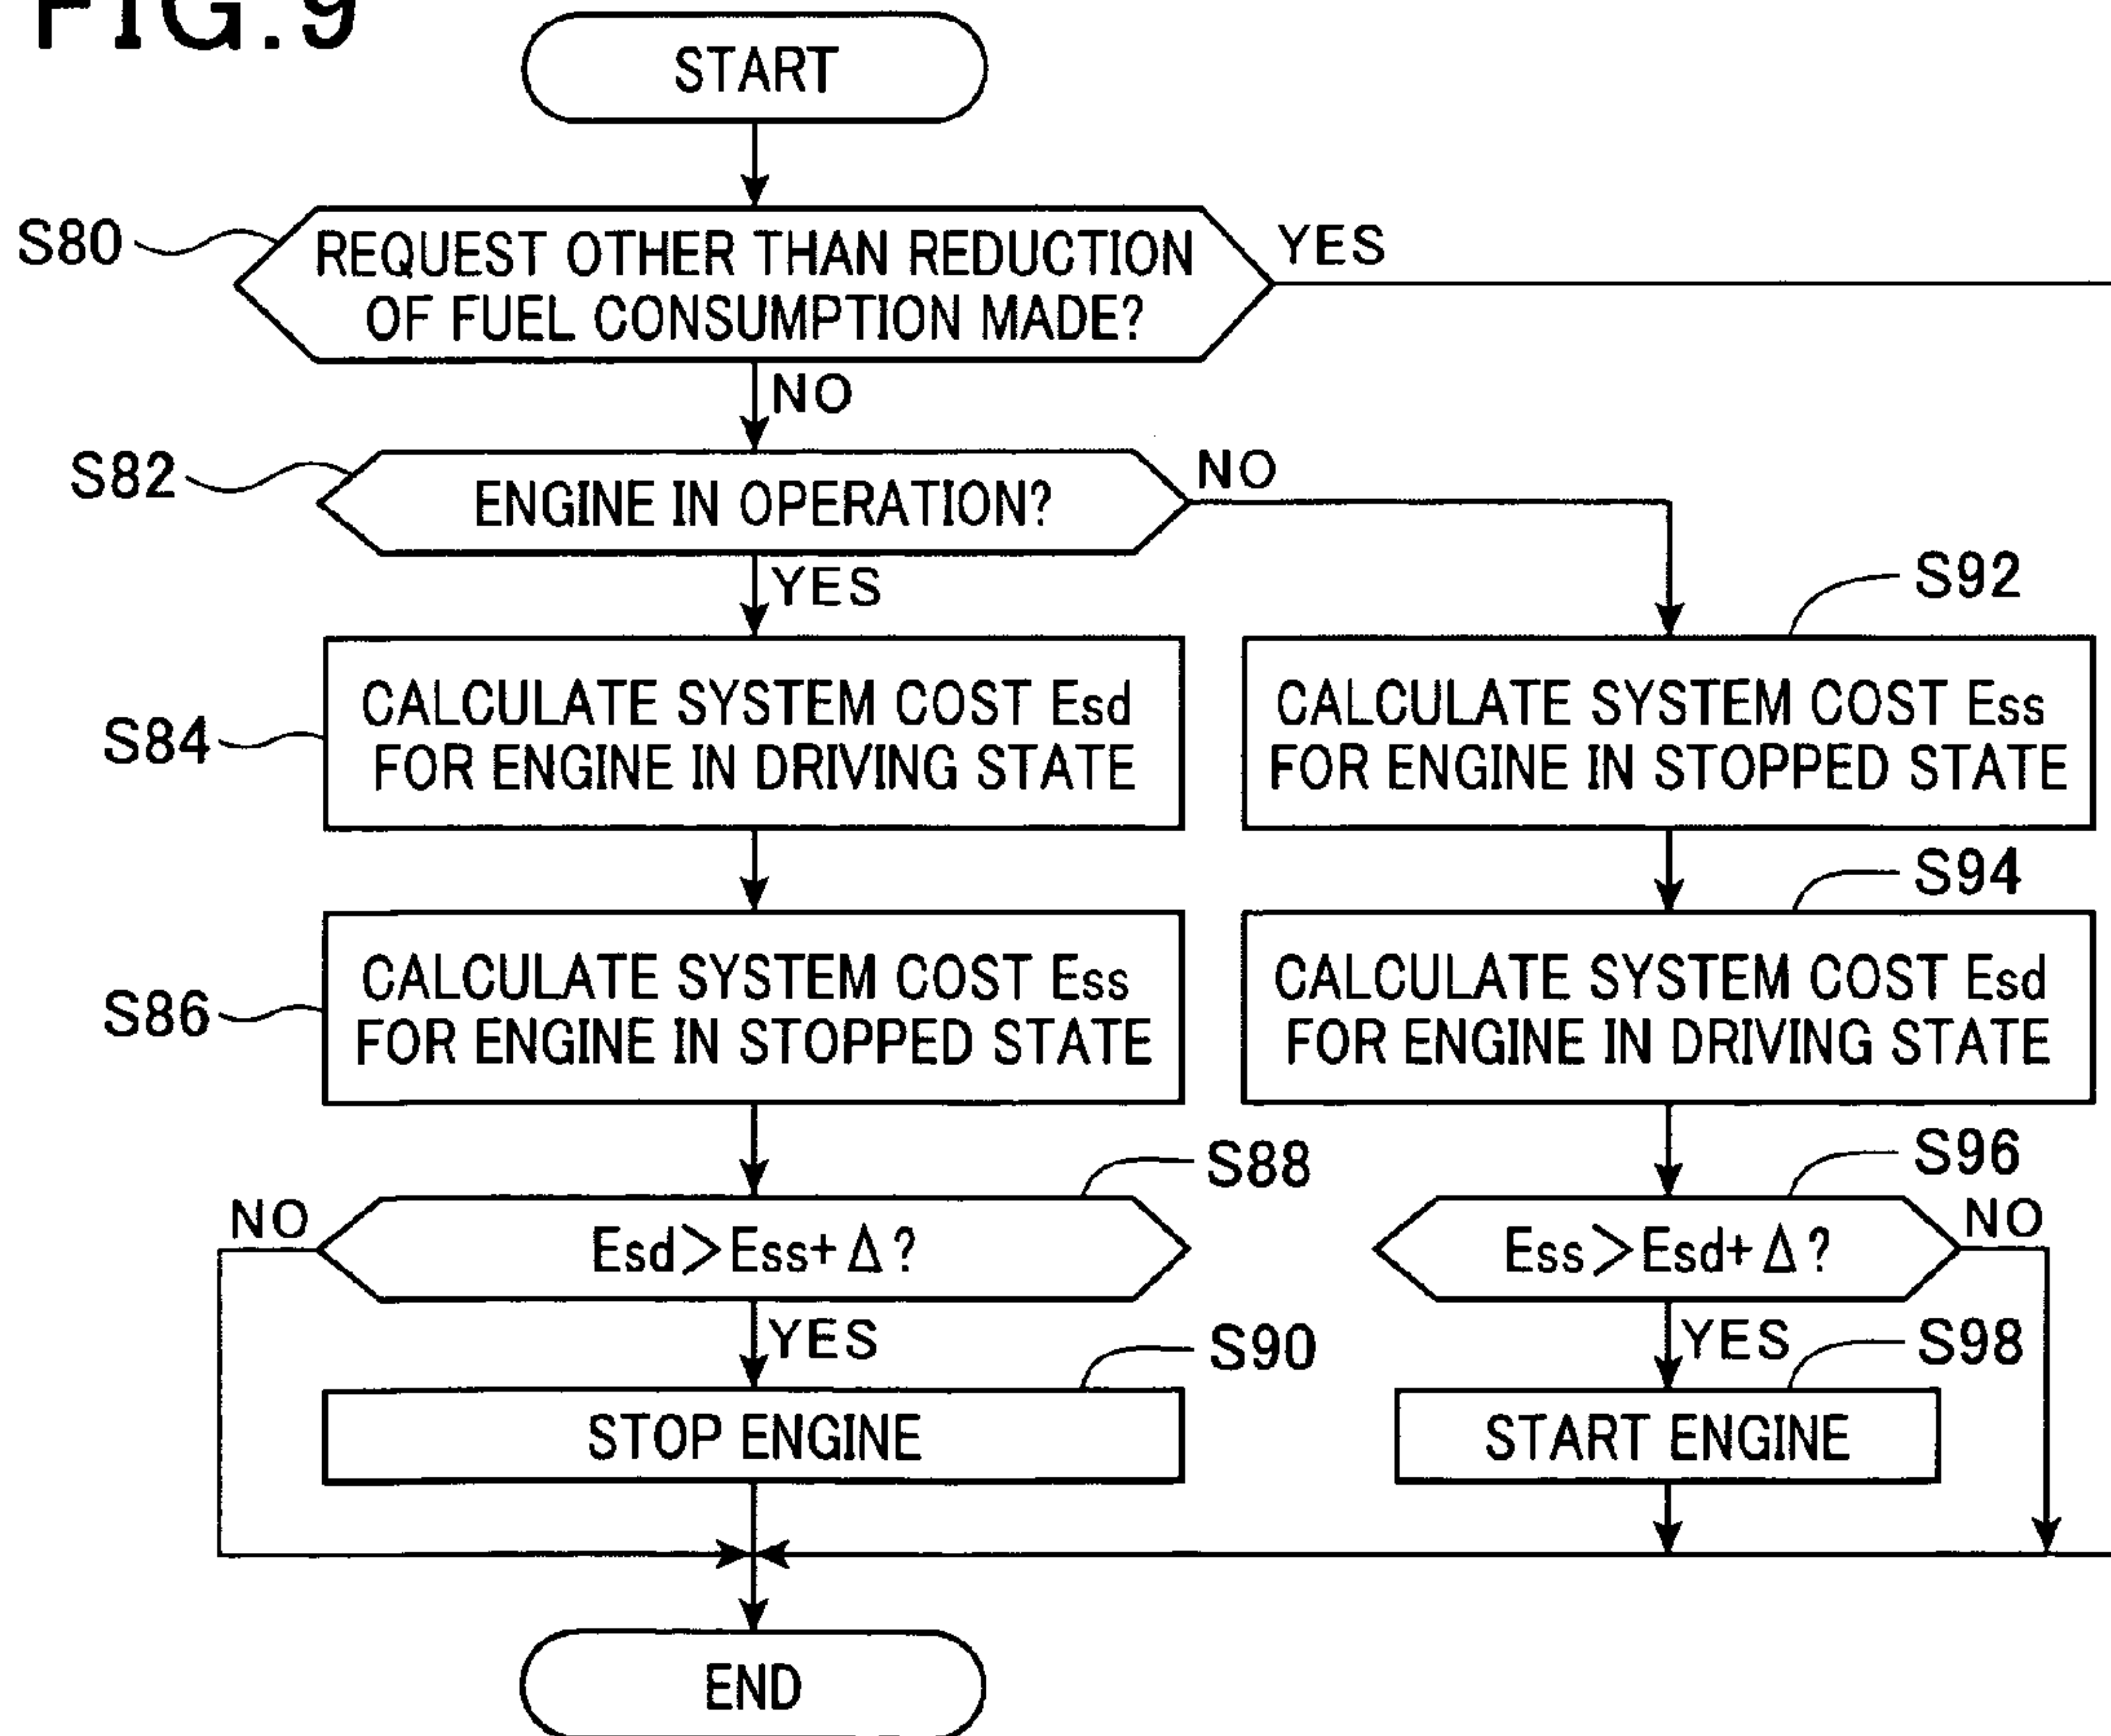 FIG.9
START
S80
REQUEST OTHER THAN REDUCTION
OF FUEL CONSUMPTION MADE?
YES
NO
S82
ENGINE IN OPERATION?
NO
YES
S84
CALCULATE SYSTEM COST Esd
FOR ENGINE IN DRIVING STATE
S92
CALCULATE SYSTEM COST Ess
FOR ENGINE IN STOPPED STATE
S86
CALCULATE SYSTEM COST Ess
FOR ENGINE IN STOPPED STATE
S94
CALCULATE SYSTEM COST Esd
FOR ENGINE IN DRIVING STATE
S88
NO
Esd>Ess+Δ?
YES
S96
Ess>Esd+Δ?
NO
YES
S90
STOP ENGINE
S98
START ENGINE
END